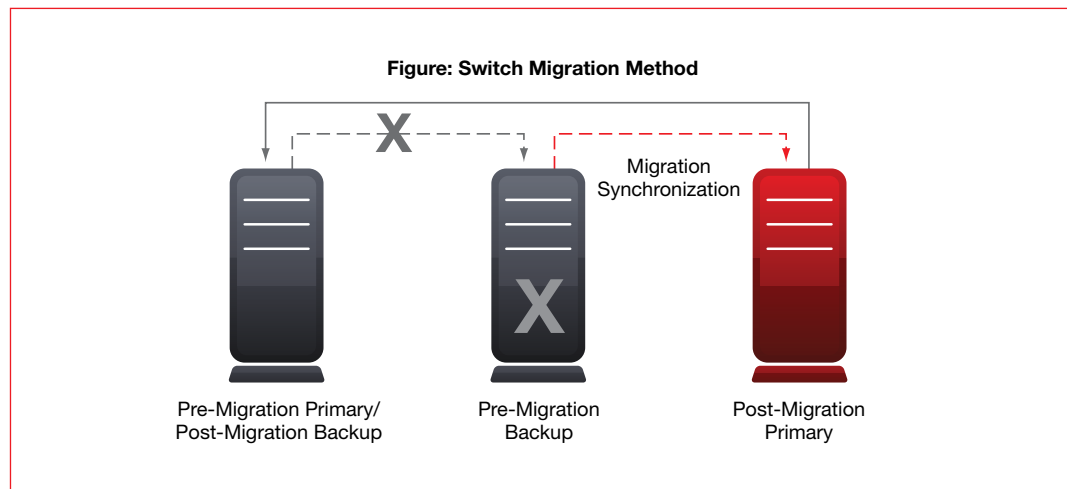 Figure: Switch Migration Method
X
Migration
Synchronization
X
Pre-Migration Primary/
Post-Migration Backup
Pre-Migration
Backup
Post-Migration
Primary